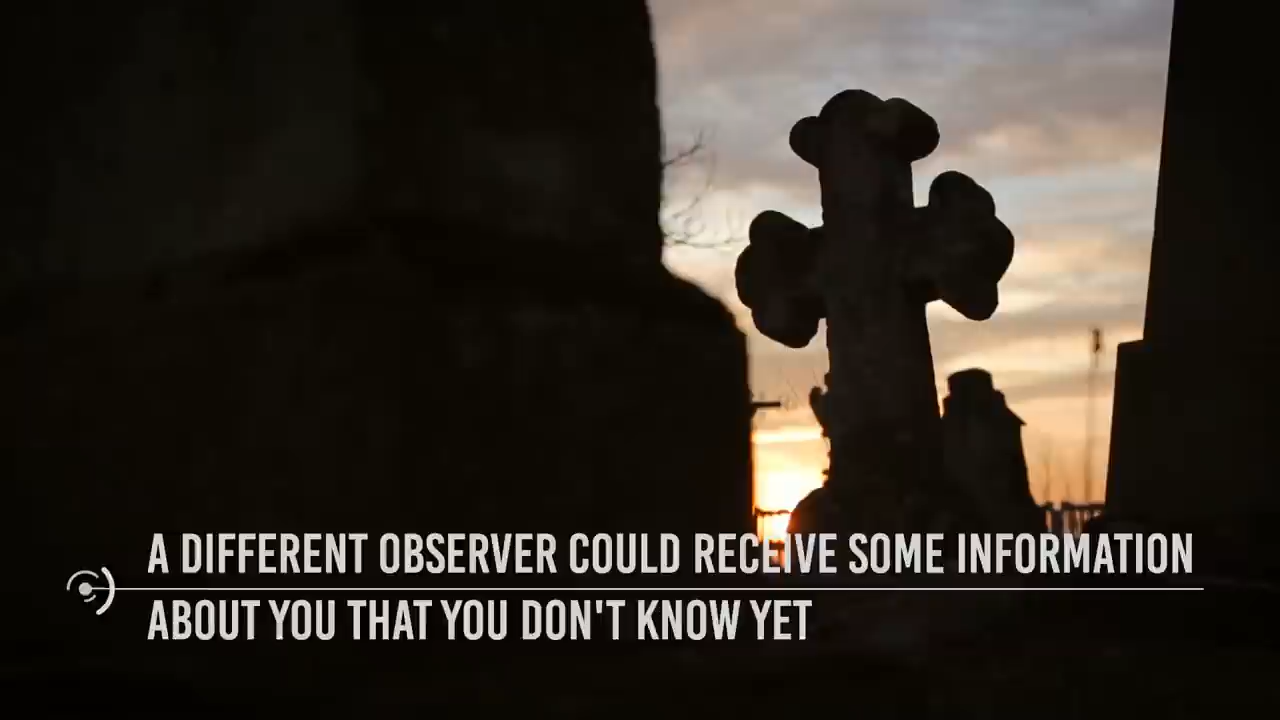 A DIFFERENT OBSERVER COULD RECEIVE SOME INFORMATION
ABOUT YOU THAT YOU DON'T KNOW YET